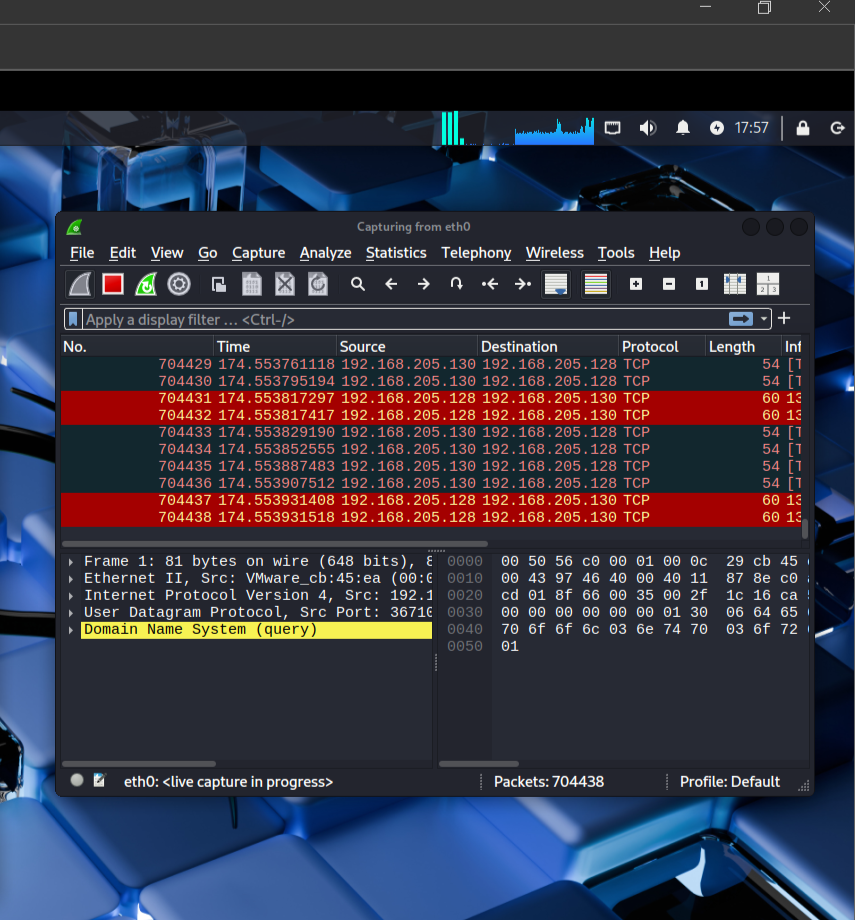 17:57
Capturing from eth0
File Edit View Go Capture Analyze Statistics Telephony Wireless Tools Help
Apply a display filter … <Ctrl-/>
No. Time Source Destination Protocol Length Inf
704429 174.553761118 192.168.205.130 192.168.205.128 TCP 54 [T
704430 174.553795194 192.168.205.130 192.168.205.128 TCP 54 [T
704431 174.553817297 192.168.205.128 192.168.205.130 TCP 60 13
704432 174.553817417 192.168.205.128 192.168.205.130 TCP 60 13
704433 174.553829190 192.168.205.130 192.168.205.128 TCP 54 [T
704434 174.553852555 192.168.205.130 192.168.205.128 TCP 54 [T
704435 174.553887483 192.168.205.130 192.168.205.128 TCP 54 [T
704436 174.553907512 192.168.205.130 192.168.205.128 TCP 54 [T
704437 174.553931408 192.168.205.128 192.168.205.130 TCP 60 13
704438 174.553931518 192.168.205.128 192.168.205.130 TCP 60 13
Frame 1: 81 bytes on wire (648 bits), 8
Ethernet II, Src: VMware_cb:45:ea (00:0
Internet Protocol Version 4, Src: 192.1
User Datagram Protocol, Src Port: 36710
Domain Name System (query)
0000 00 50 56 c0 00 01 00 0c 29 cb 45
0010 00 43 97 46 40 00 40 11 87 8e c0
0020 cd 01 8f 66 00 35 00 2f 1c 16 ca
0030 00 00 00 00 00 00 01 30 06 64 65
0040 70 6f 6f 6c 03 6e 74 70 03 6f 72
0050 01
eth0: <live capture in progress> Packets: 704438 Profile: Default